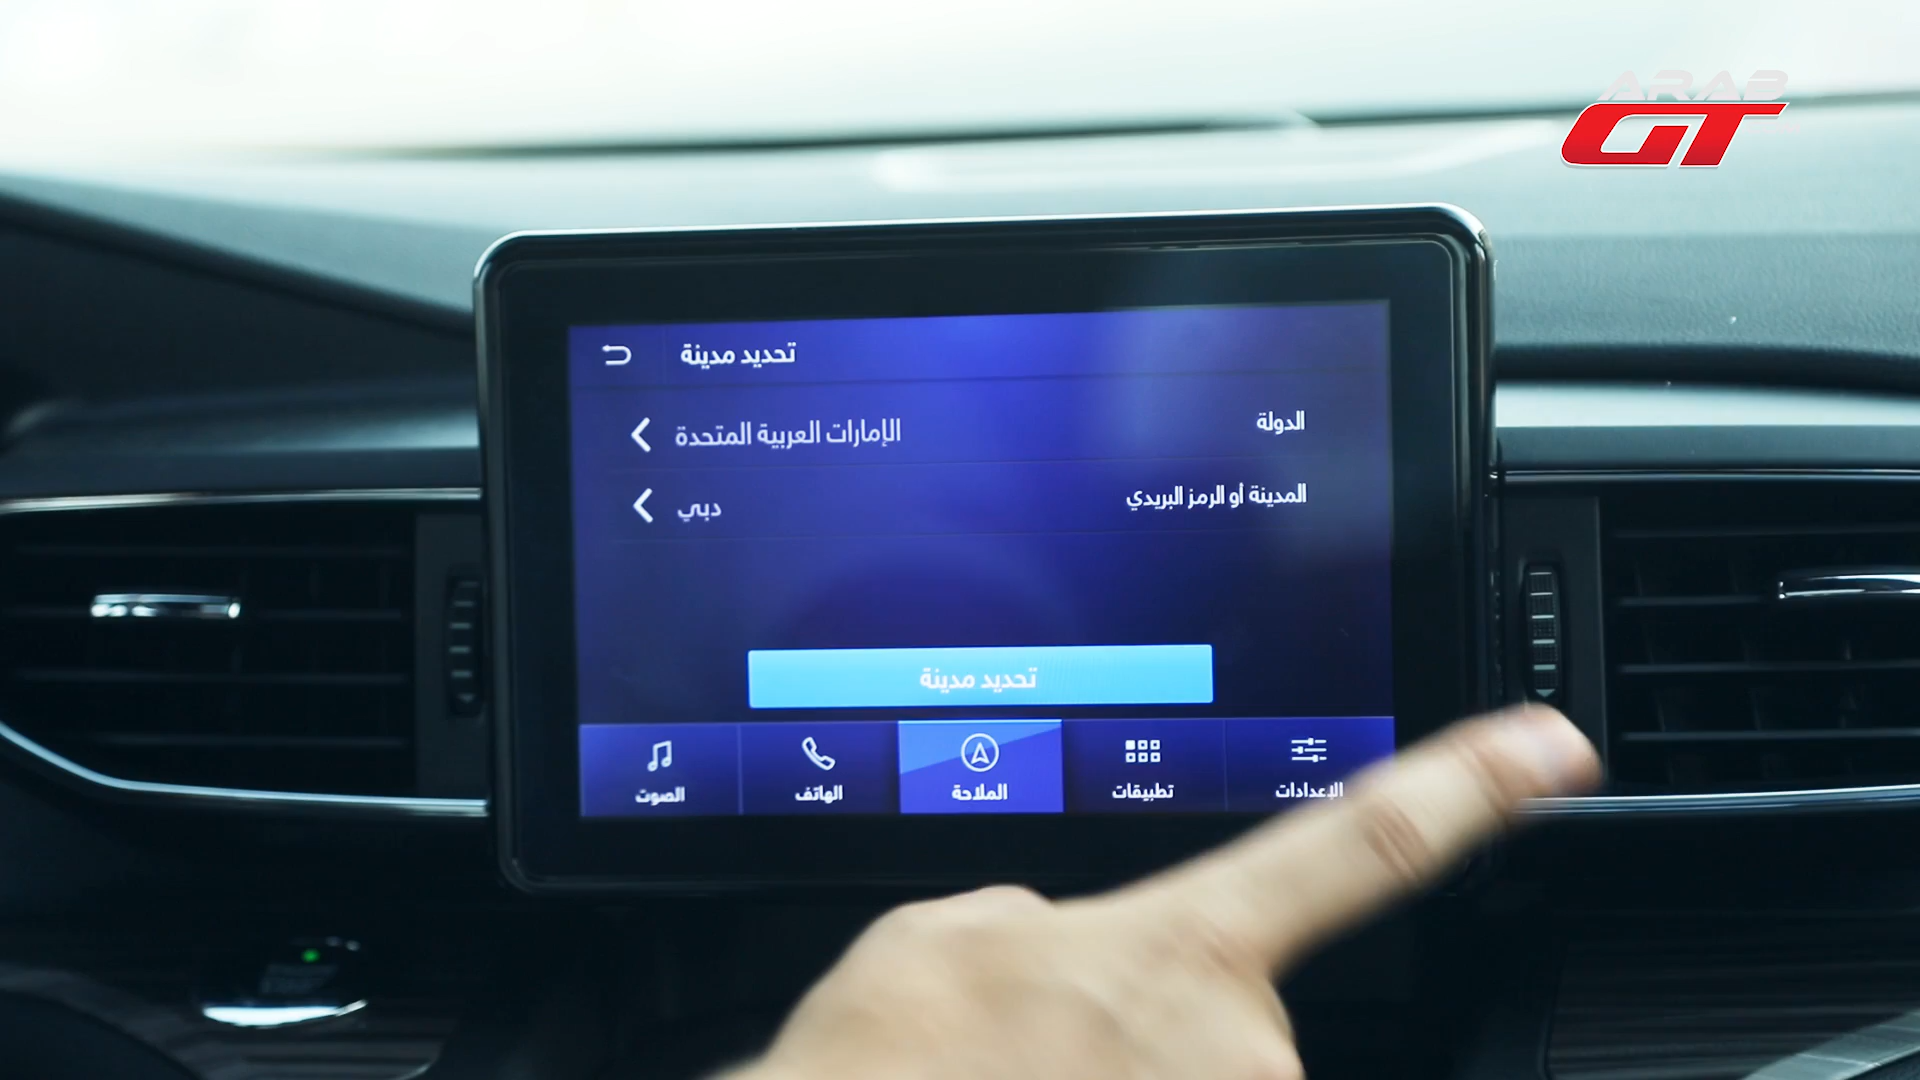 ARAB
GT
تحديد مدينة
الدولة
الإمارات العربية المتحدة
المدينة أو الرمز البريدي
دبي
تحديد مدينة
الإعدادات
تطبيقات
الملاحة
الهاتف
الصوت